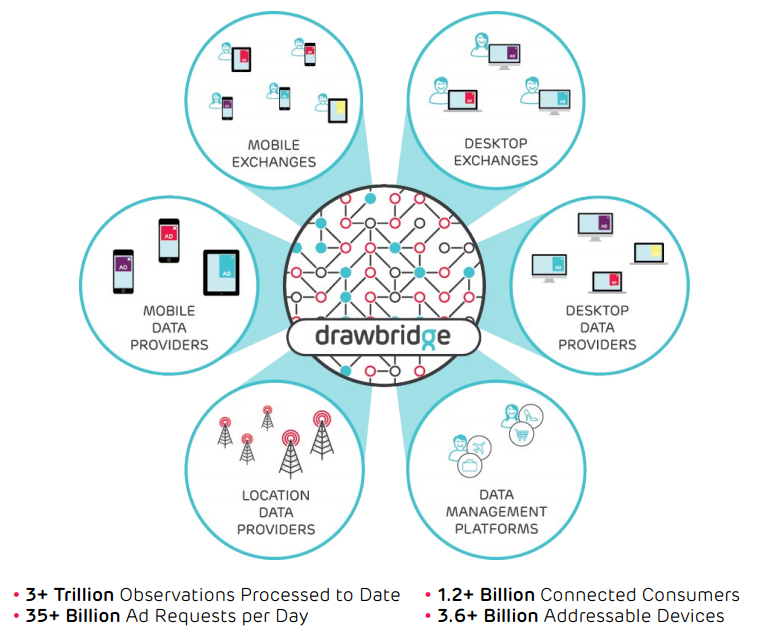 MOBILE
EXCHANGES
DESKTOP
EXCHANGES
AD
AD
AD
MOBILE
DATA
PROVIDERS
DESKTOP
DATA
PROVIDERS
drawbridge
LOCATION
DATA
PROVIDERS
DATA
MANAGEMENT
PLATFORMS
• 3+ Trillion Observations Processed to Date
• 35+ Billion Ad Requests per Day
• 1.2+ Billion Connected Consumers
• 3.6+ Billion Addressable Devices